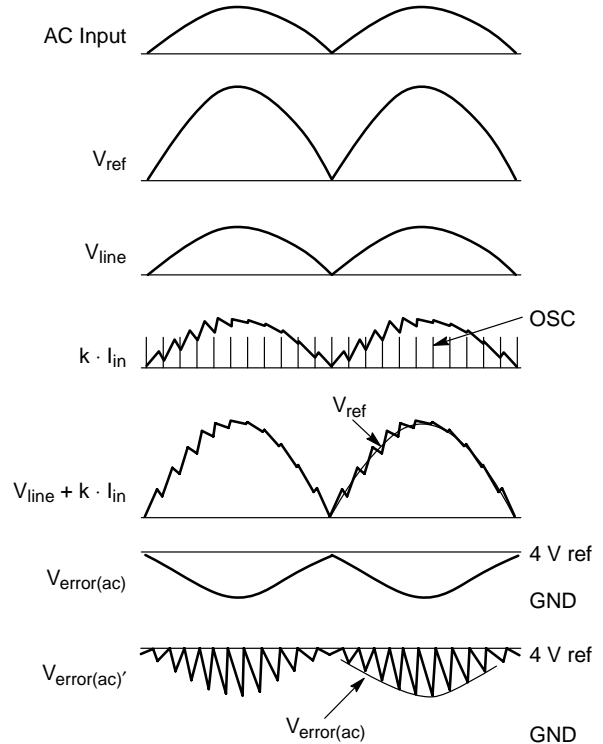 AC Input
Vref
Vline
OSC
k · Iin
Vref
Vline + k · Iin
4 V ref
Verror(ac)
GND
4 V ref
Verror(ac)′
Verror(ac)
GND